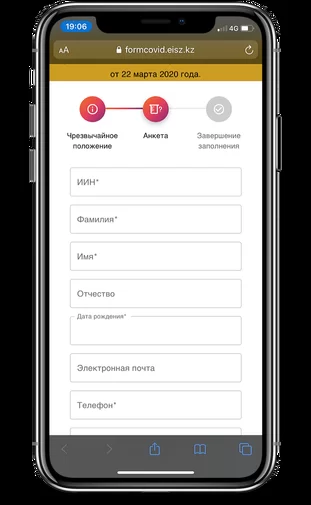 19:06
4G
AA
formcovid.eisz.kz
от 22 марта 2020 года.
Чрезвычайное
положение
Анкета
Завершение
заполнения
ИИН*
Фамилия*
Имя*
Отчество
Дата рождения*
Электронная почта
Телефон*